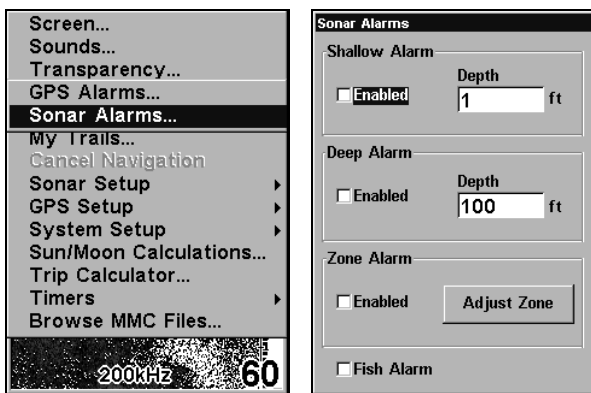 Screen...
Sounds...
Transparency...
GPS Alarms...
Sonar Alarms...
My Trails...
Cancel Navigation
Sonar Setup
GPS Setup
System Setup
Sun/Moon Calculations...
Trip Calculator...
Timers
Browse MMC Files...
200kHz 60
Sonar Alarms
Shallow Alarm
Depth
Enabled 1 ft
Deep Alarm
Depth
Enabled 100 ft
Zone Alarm
Enabled Adjust Zone
Fish Alarm